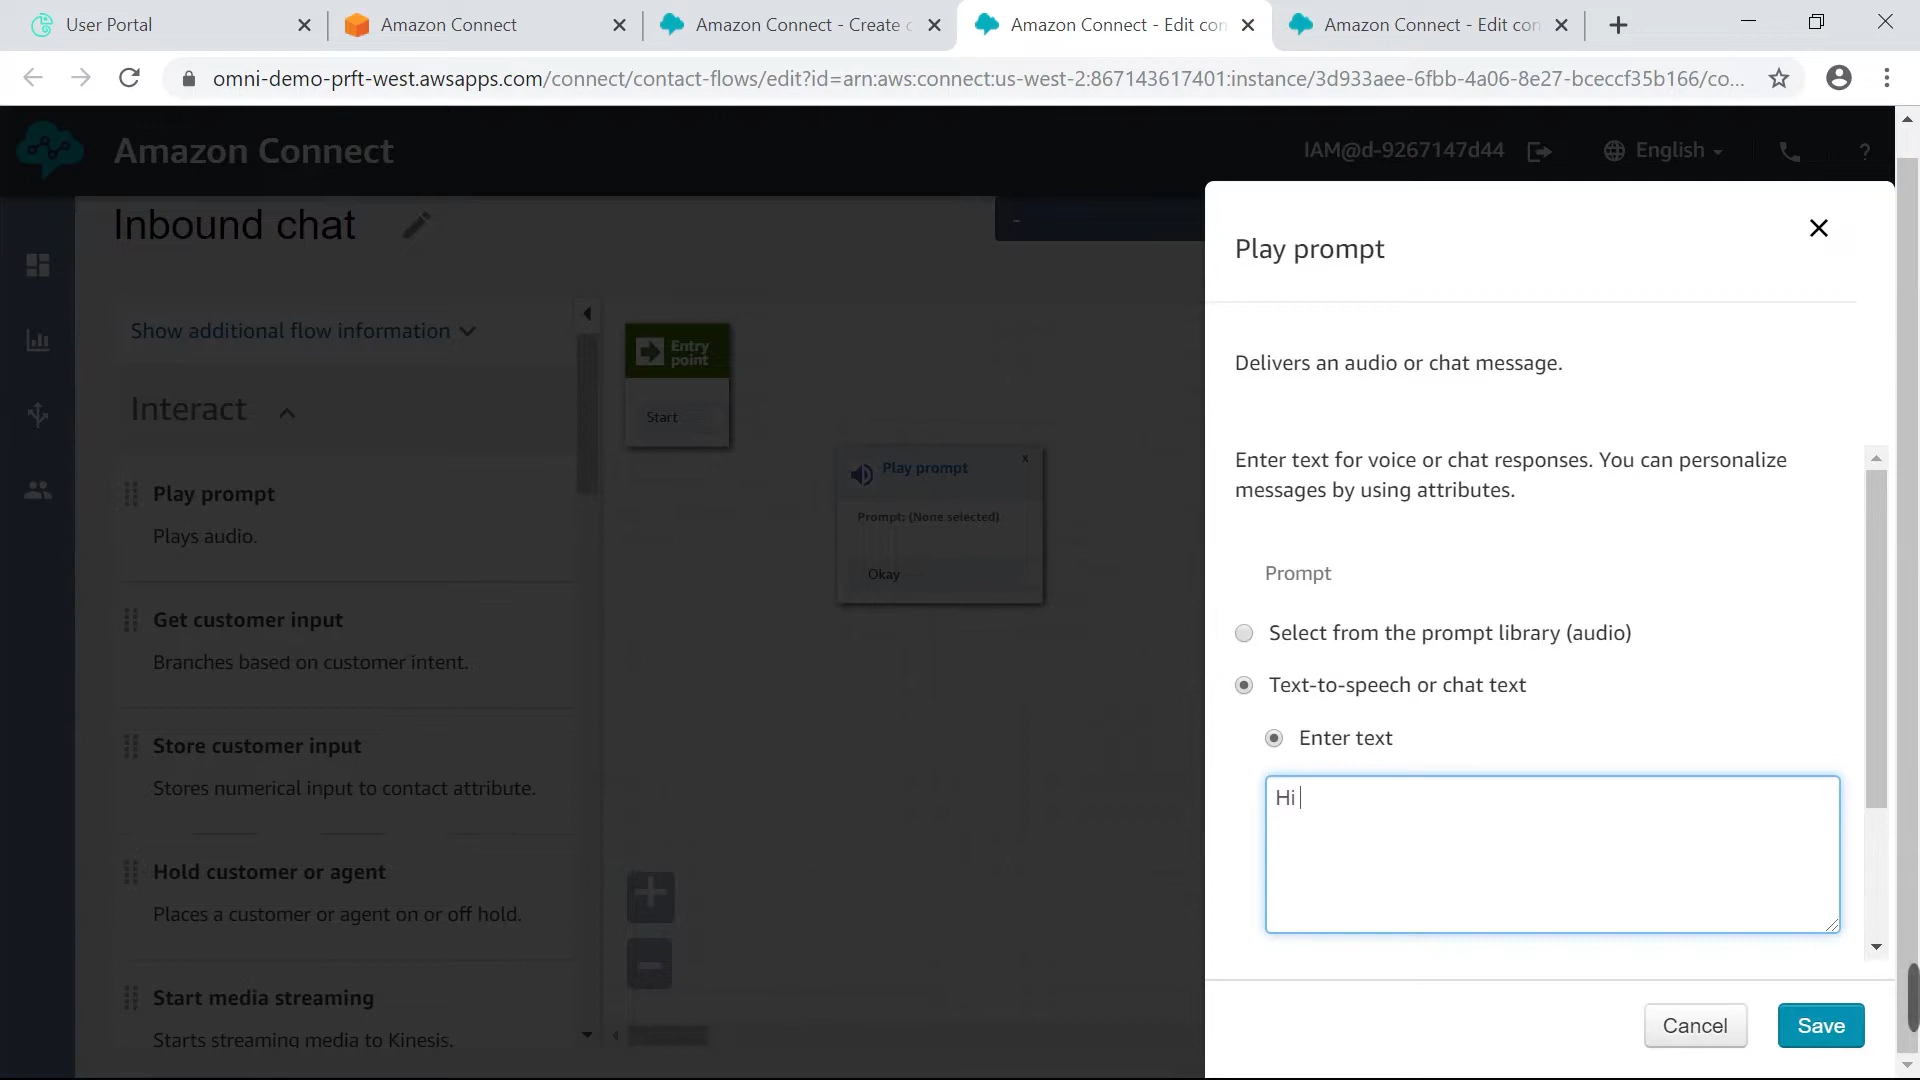 User Portal
Amazon Connect
Amazon Connect - Create c
Amazon Connect - Edit con
Amazon Connect - Edit con
omni-demo-prft-west.awsapps.com/connect/contact-flows/edit?id=arn:aws:connect:us-west-2:867143617401:instance/3d933aee-6fbb-4a06-8e27-bceccf35b166/co...
Amazon Connect
IAM@d-9267147d44
English
?
Inbound chat
Show additional flow information
Interact
Play prompt
Plays audio.
Get customer input
Branches based on customer intent.
Store customer input
Stores numerical input to contact attribute.
Hold customer or agent
Places a customer or agent on or off hold.
Start media streaming
Starts streaming media to Kinesis.
Entry
point
Start
Play prompt
x
Prompt: (None selected)
Okay
-
Play prompt
Delivers an audio or chat message.
Enter text for voice or chat responses. You can personalize
messages by using attributes.
Prompt
Select from the prompt library (audio)
Text-to-speech or chat text
Enter text
Hi
Cancel
Save